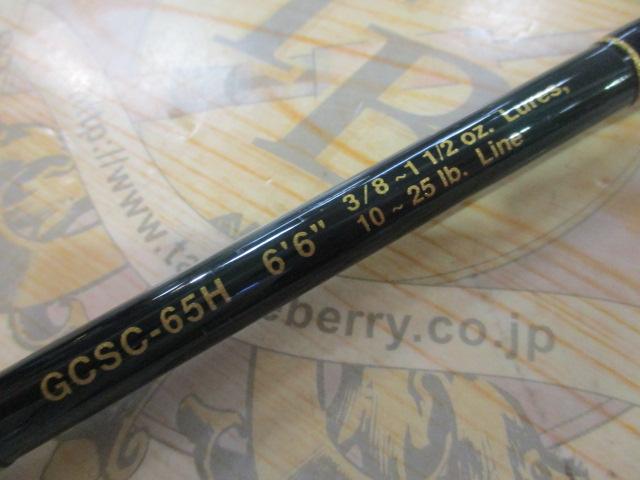 GCSC-65H 6'6" 3/8 ~1 1/2 oz. Lures,
10 ~ 25 lb. Line
http://
www.ta
eberry.co.jp